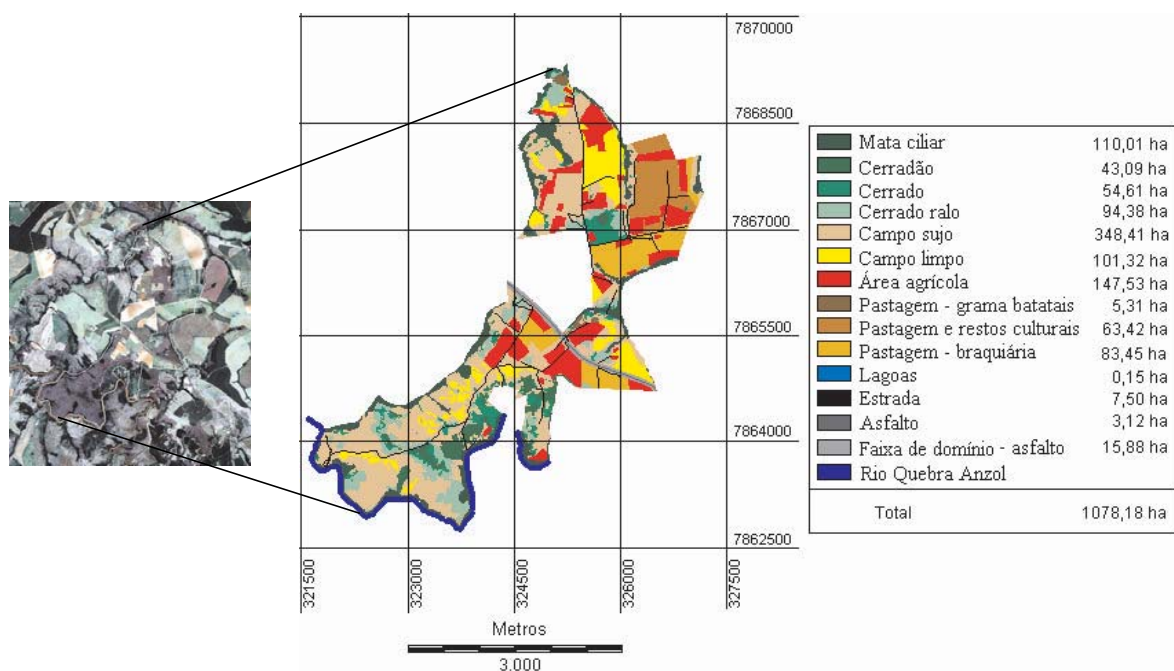 7870000
7868500
7867000
7865500
7864000
7862500
321500
323000
324500
326000
327500
Metros
3.000
Mata ciliar 110,01 ha
Cerradão 43,09 ha
Cerrado 54,61 ha
Cerrado ralo 94,38 ha
Campo sujo 348,41 ha
Campo limpo 101,32 ha
Área agrícola 147,53 ha
Pastagem - grama batatais 5,31 ha
Pastagem e restos culturais 63,42 ha
Pastagem - braquiária 83,45 ha
Lagoas 0,15 ha
Estrada 7,50 ha
Asfalto 3,12 ha
Faixa de domínio - asfalto 15,88 ha
Rio Quebra Anzol
Total 1078,18 ha